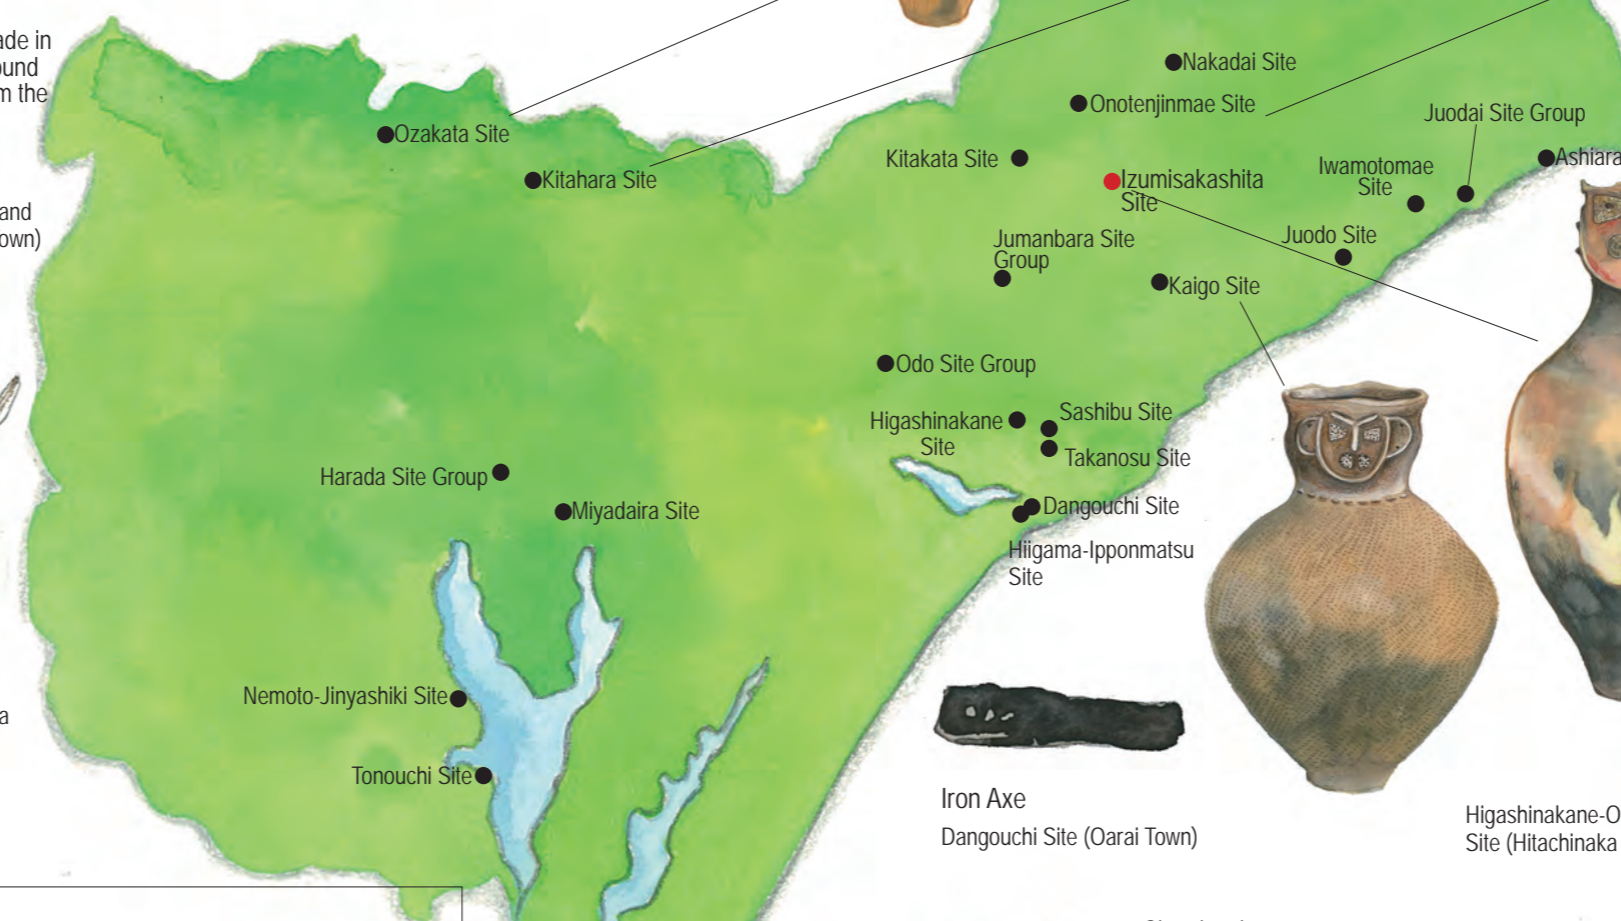 ade in
ound
m the
and
own)
a
Nakadai Site
Onotenjinmae Site
Juodai Site Group
Ozakata Site
Kitakata Site
Ashiara
Iwamotomae
Site
Kitahara Site
Izumisakashita
Site
Jumanbara Site
Group
Juodo Site
Kaigo Site
Odo Site Group
Higashinakane
Site
Sashibu Site
Takanosu Site
Harada Site Group
Miyadaira Site
Dangouchi Site
Hiigama-Ipponmatsu
Site
Nemoto-Jinyashiki Site
Tonouchi Site
Iron Axe
Dangouchi Site (Oarai Town)
Higashinakane-O
Site (Hitachinaka